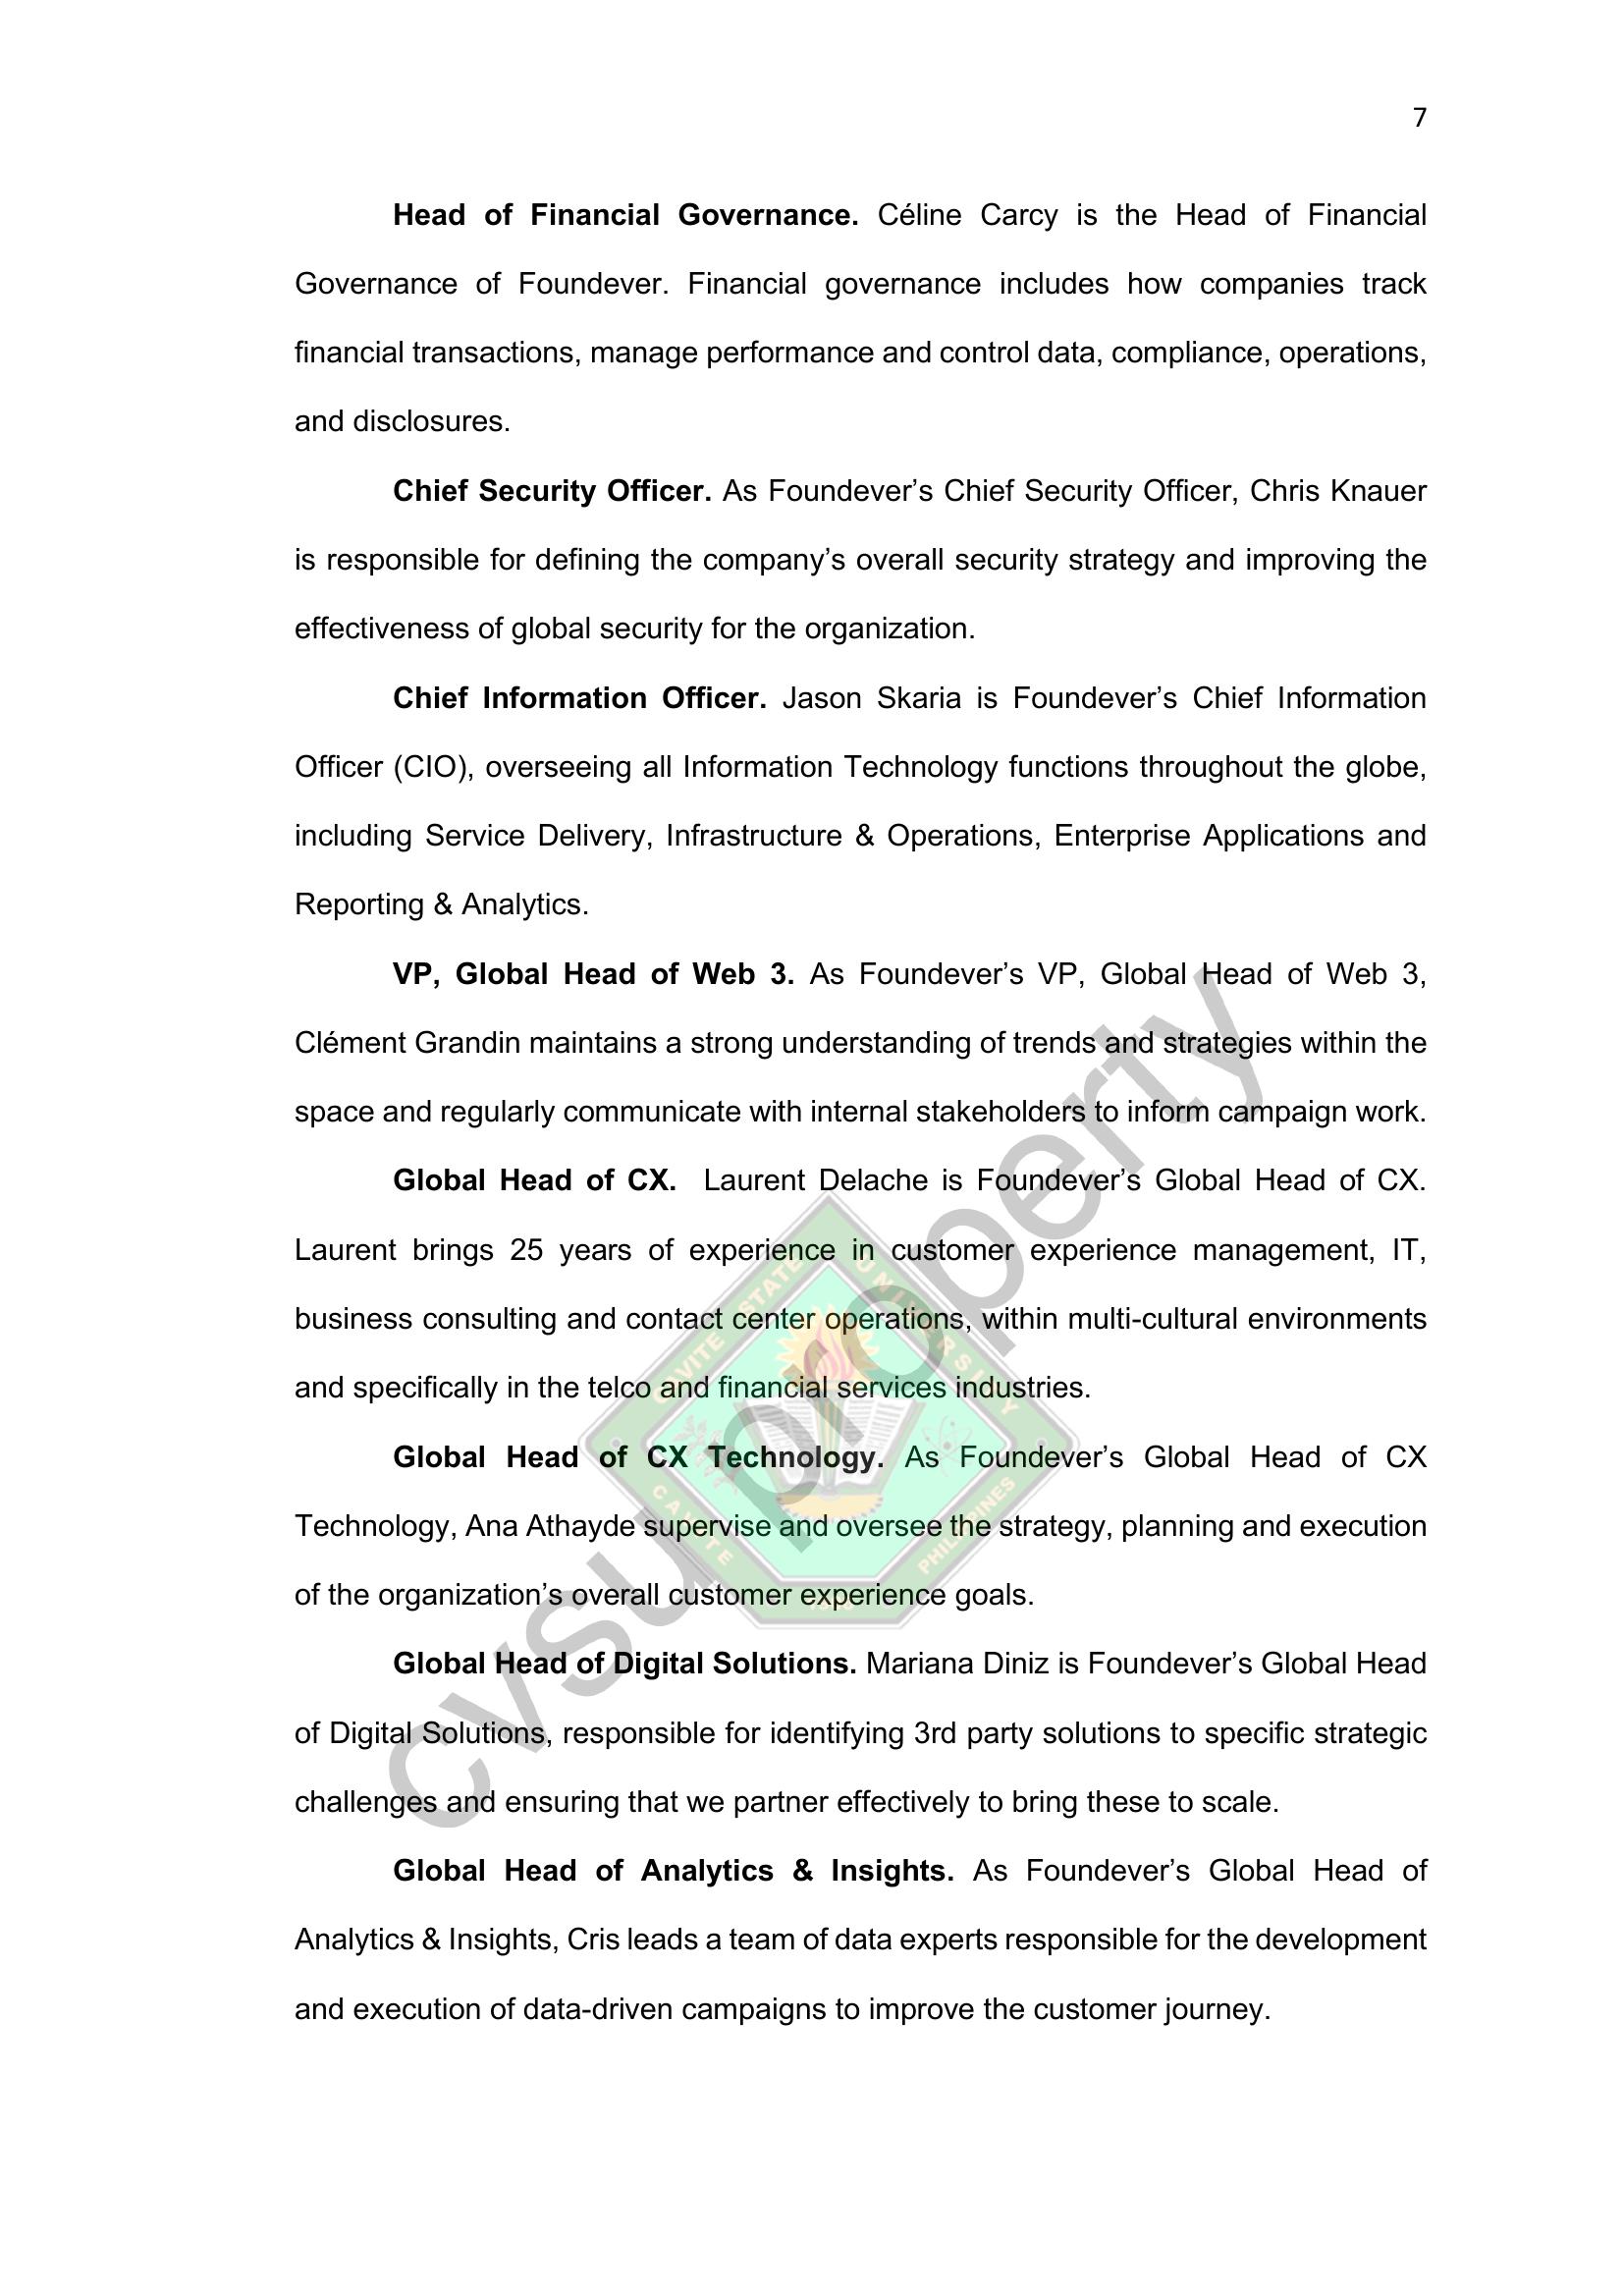 7
Head of Financial Governance. Céline Carcy is the Head of Financial
Governance of Foundever. Financial governance includes how companies track
financial transactions, manage performance and control data, compliance, operations,
and disclosures.
Chief Security Officer. As Foundever’s Chief Security Officer, Chris Knauer
is responsible for defining the company’s overall security strategy and improving the
effectiveness of global security for the organization.
Chief Information Officer. Jason Skaria is Foundever’s Chief Information
Officer (CIO), overseeing all Information Technology functions throughout the globe,
including Service Delivery, Infrastructure & Operations, Enterprise Applications and
Reporting & Analytics.
VP, Global Head of Web 3. As Foundever’s VP, Global Head of Web 3,
Clément Grandin maintains a strong understanding of trends and strategies within the
space and regularly communicate with internal stakeholders to inform campaign work.
Global Head of CX. Laurent Delache is Foundever’s Global Head of CX.
Laurent brings 25 years of experience in customer experience management, IT,
business consulting and contact center operations, within multi-cultural environments
and specifically in the telco and financial services industries.
Global Head of CX Technology. As Foundever’s Global Head of CX
Technology, Ana Athayde supervise and oversee the strategy, planning and execution
of the organization’s overall customer experience goals.
Global Head of Digital Solutions. Mariana Diniz is Foundever’s Global Head
of Digital Solutions, responsible for identifying 3rd party solutions to specific strategic
challenges and ensuring that we partner effectively to bring these to scale.
Global Head of Analytics & Insights. As Foundever’s Global Head of
Analytics & Insights, Cris leads a team of data experts responsible for the development
and execution of data-driven campaigns to improve the customer journey.
cvsu property
CAVITE STATE UNIVERSITY
CAVITE
PHILIPPINES